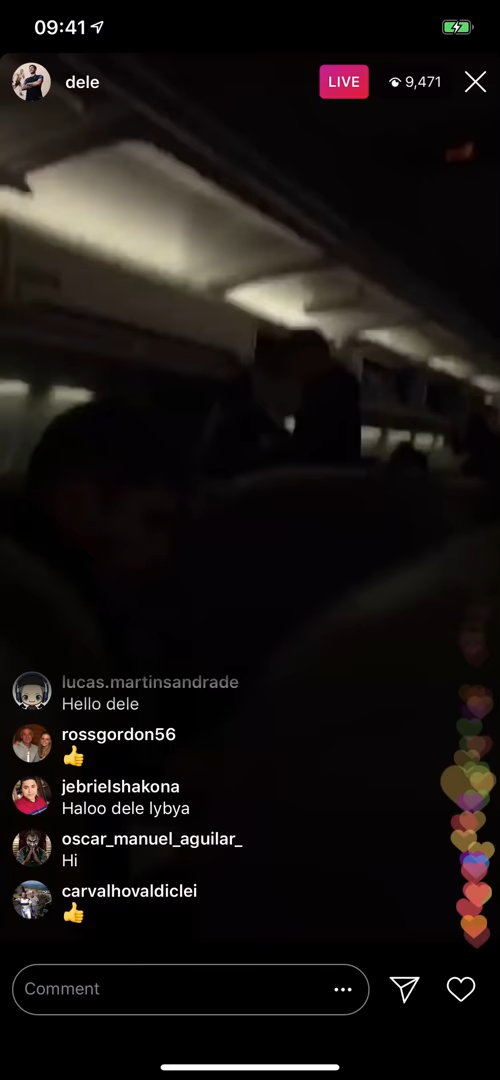 09:41
dele
LIVE
9,471
lucas.martinsandrade
Hello dele
rossgordon56
👍
jebrielshakona
Haloo dele lybya
oscar_manuel_aguilar_
Hi
carvalhovaldiclei
👍
Comment